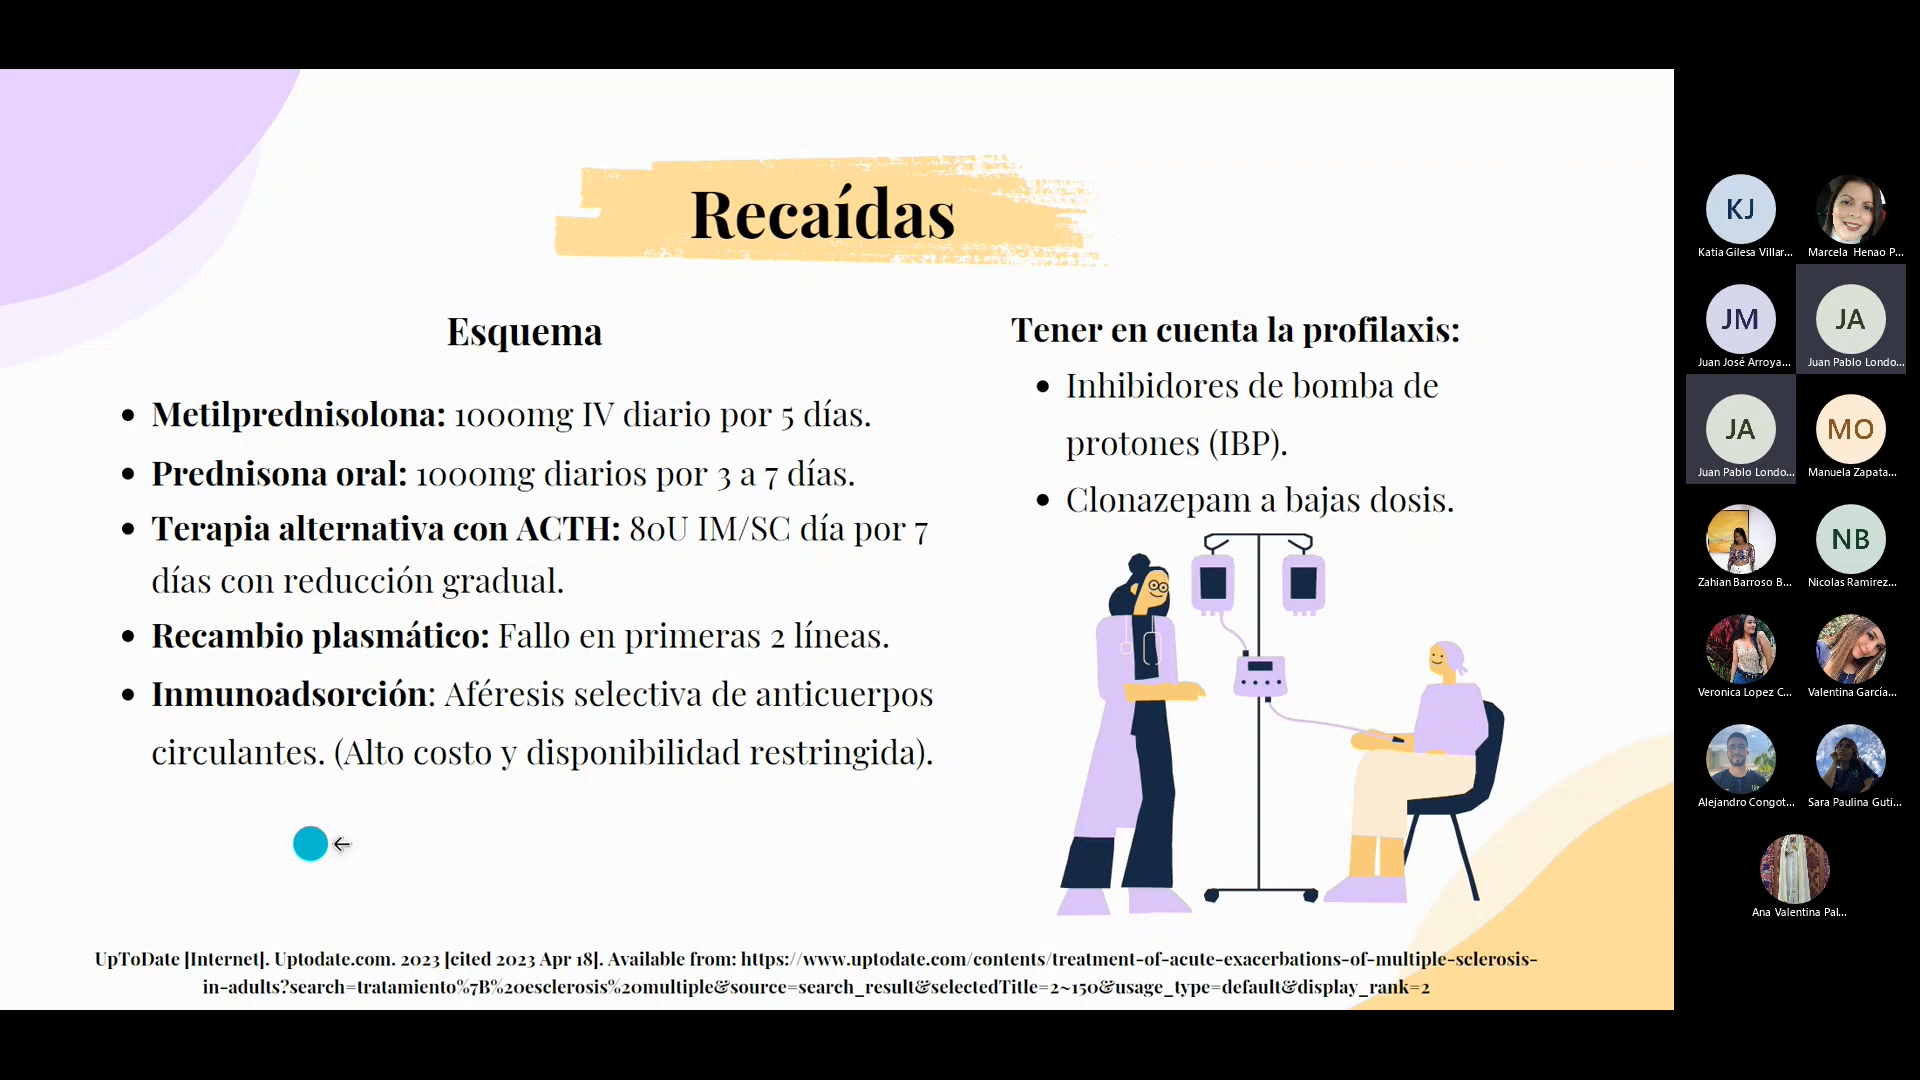 Recaídas
Esquema
Metilprednisolona: 1000mg IV diario por 5 días.
Prednisona oral: 1000mg diarios por 3 a 7 días.
Terapia alternativa con ACTH: 80U IM/SC día por 7
días con reducción gradual.
Recambio plasmático: Fallo en primeras 2 líneas.
Inmunoadsorción: Aféresis selectiva de anticuerpos
circulantes. (Alto costo y disponibilidad restringida).
Tener en cuenta la profilaxis:
Inhibidores de bomba de
protones (IBP).
Clonazepam a bajas dosis.
UpToDate [Internet]. Uptodate.com. 2023 [cited 2023 Apr 18]. Available from: https://www.uptodate.com/contents/treatment-of-acute-exacerbations-of-multiple-sclerosis-
in-adults?search=tratamiento%7B%20esclerosis%20multiple&source=search_result&selectedTitle=2~150&usage_type=default&display_rank=2
KJ
Katia Gilesa Villar...
Marcela Henao P...
JM
Juan José Arroya...
JA
Juan Pablo Londo...
JA
Juan Pablo Londo...
MO
Manuela Zapata...
Zahian Barroso B...
NB
Nicolas Ramirez...
Veronica Lopez C...
Valentina García...
Alejandro Congot...
Sara Paulina Guti...
Ana Valentina Pal...